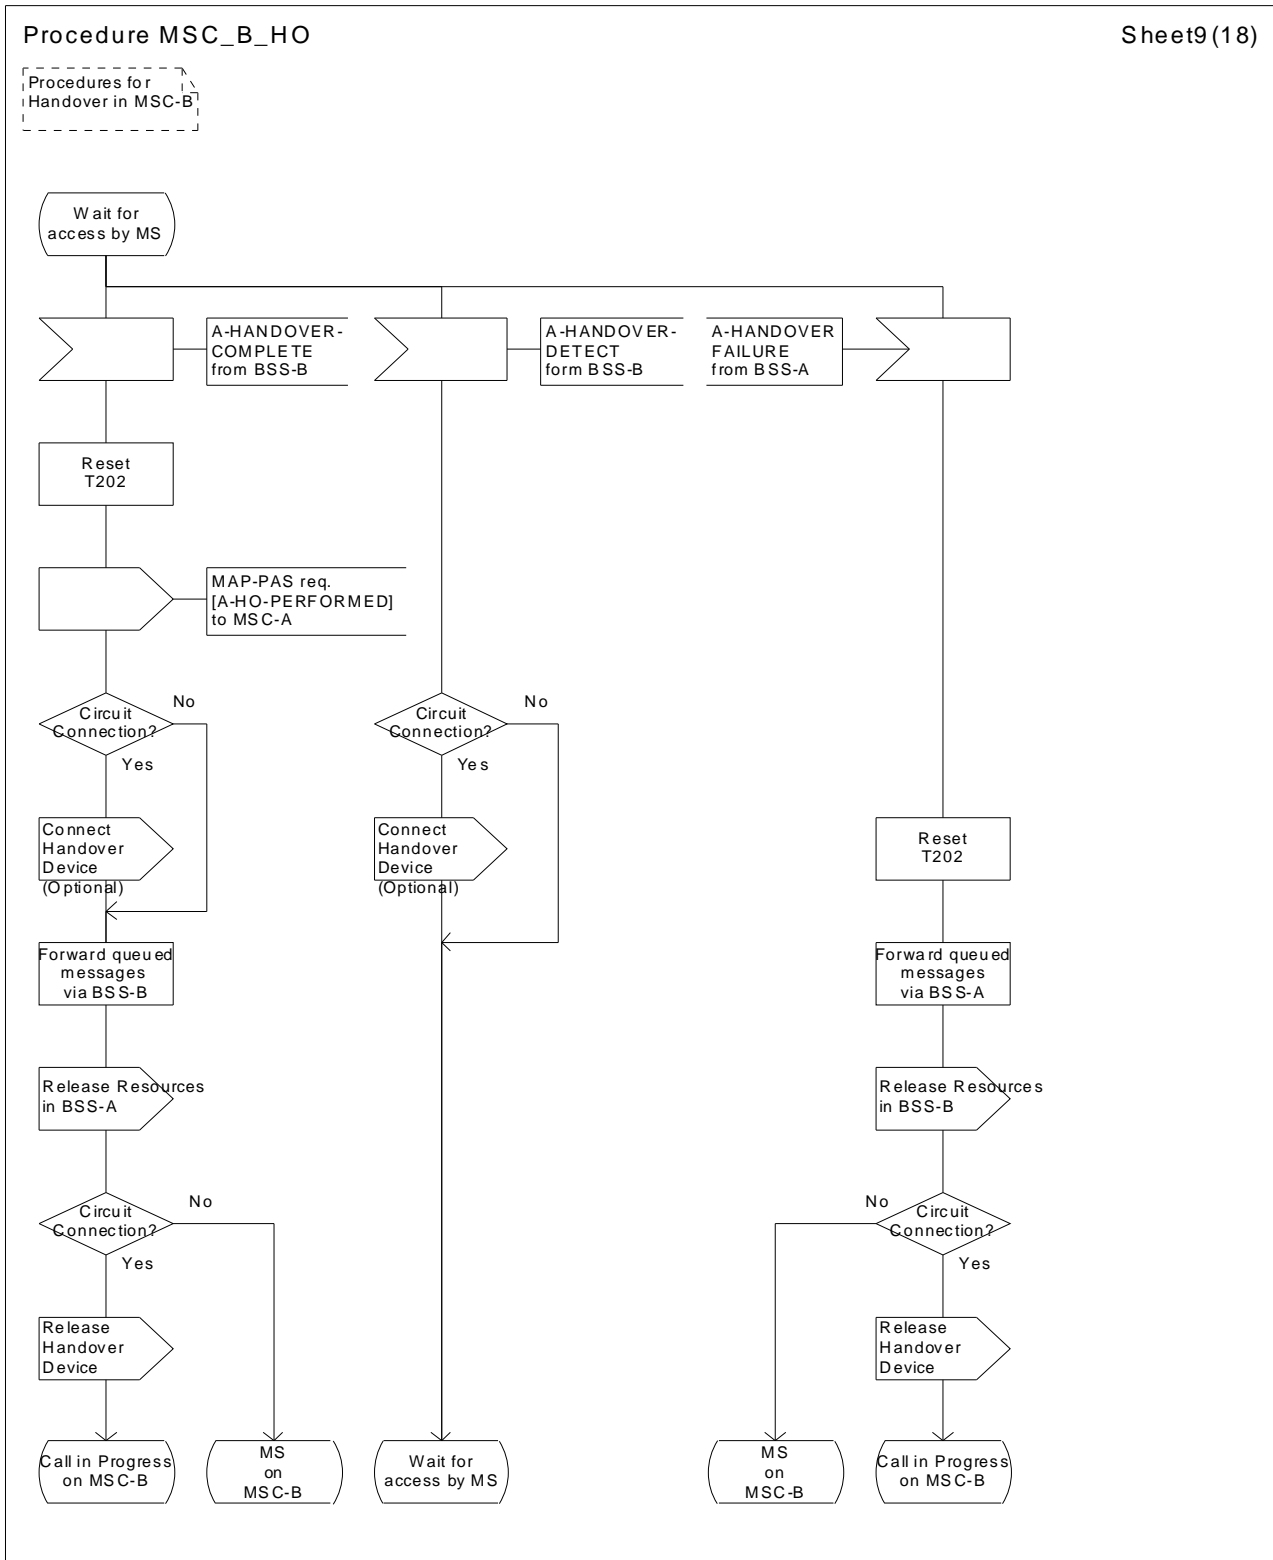 Procedure MSC_B_HO
Sheet9(18)
Procedures for
Handover in MSC-B
Wait for
access by MS
A-HANDOVER-
COMPLETE
from BSS-B
A-HANDOVER-
DETECT
form BSS-B
A-HANDOVER
FAILURE
from BSS-A
Reset
T202
MAP-PAS req.
[A-HO-PERFORMED]
to MSC-A
Circuit
Connection?
No
Yes
Circuit
Connection?
No
Yes
Connect
Handover
Device
(Optional)
Connect
Handover
Device
(Optional)
Reset
T202
Forward queued
messages
via BSS-B
Forward queued
messages
via BSS-A
Release Resources
in BSS-A
Release Resources
in BSS-B
Circuit
Connection?
No
Yes
No
Circuit
Connection?
Yes
Release
Handover
Device
Release
Handover
Device
Call in Progress
on MSC-B
MS
on
MSC-B
Wait for
access by MS
MS
on
MSC-B
Call in Progress
on MSC-B